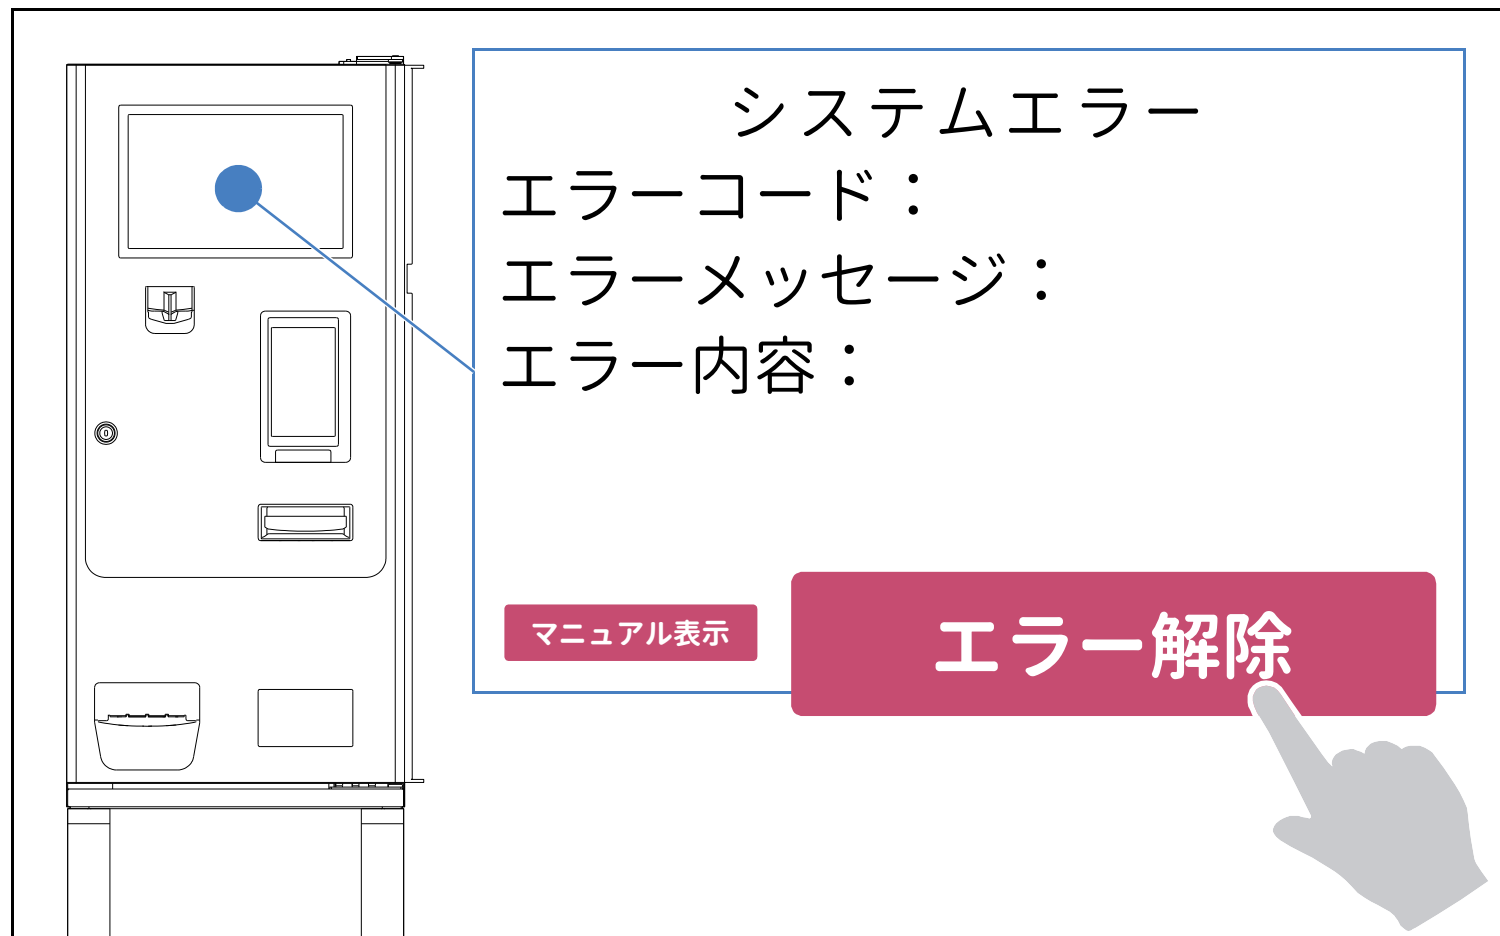 システムエラー
エラーコード：
エラーメッセージ：
エラー内容：
マニュアル表示
エラー解除